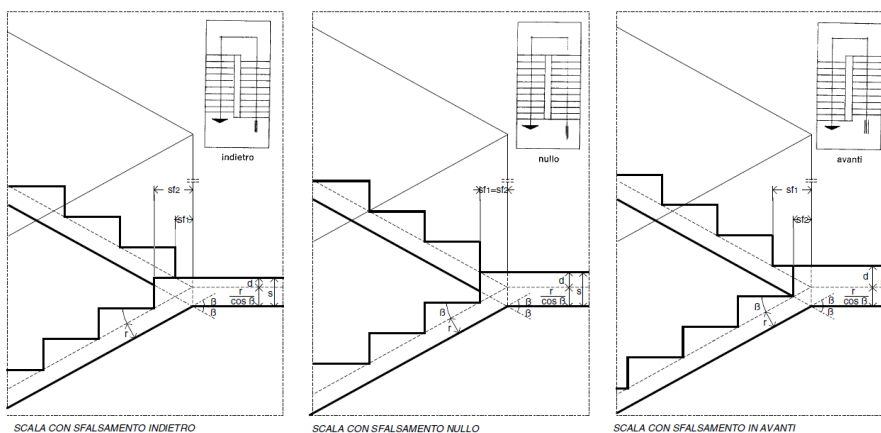 indietro
sf2
sf1
d
s
r
cos β
β
β
β
r
SCALA CON SFALSAMENTO INDIETRO
nullo
sf1=sf2
d
s
r
cos β
β
β
β
r
SCALA CON SFALSAMENTO NULLO
avanti
sf1
sf2
d
r
cos β
β
β
β
r
SCALA CON SFALSAMENTO IN AVANTI